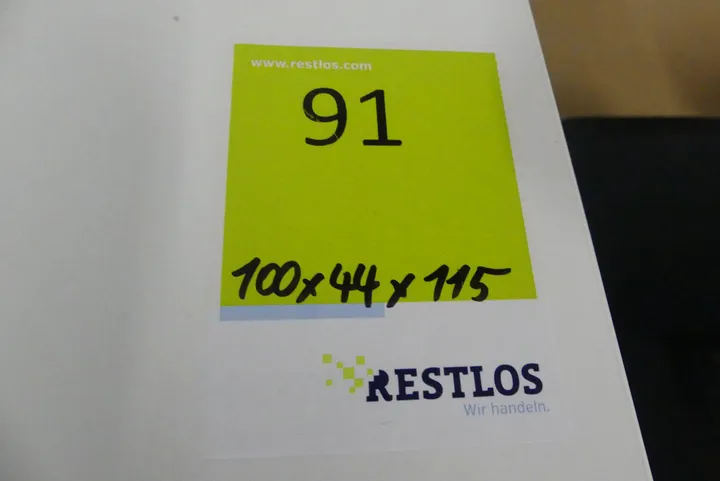 www.restlos.com
91
100x44x115
RESTLOS
Wir handeln.